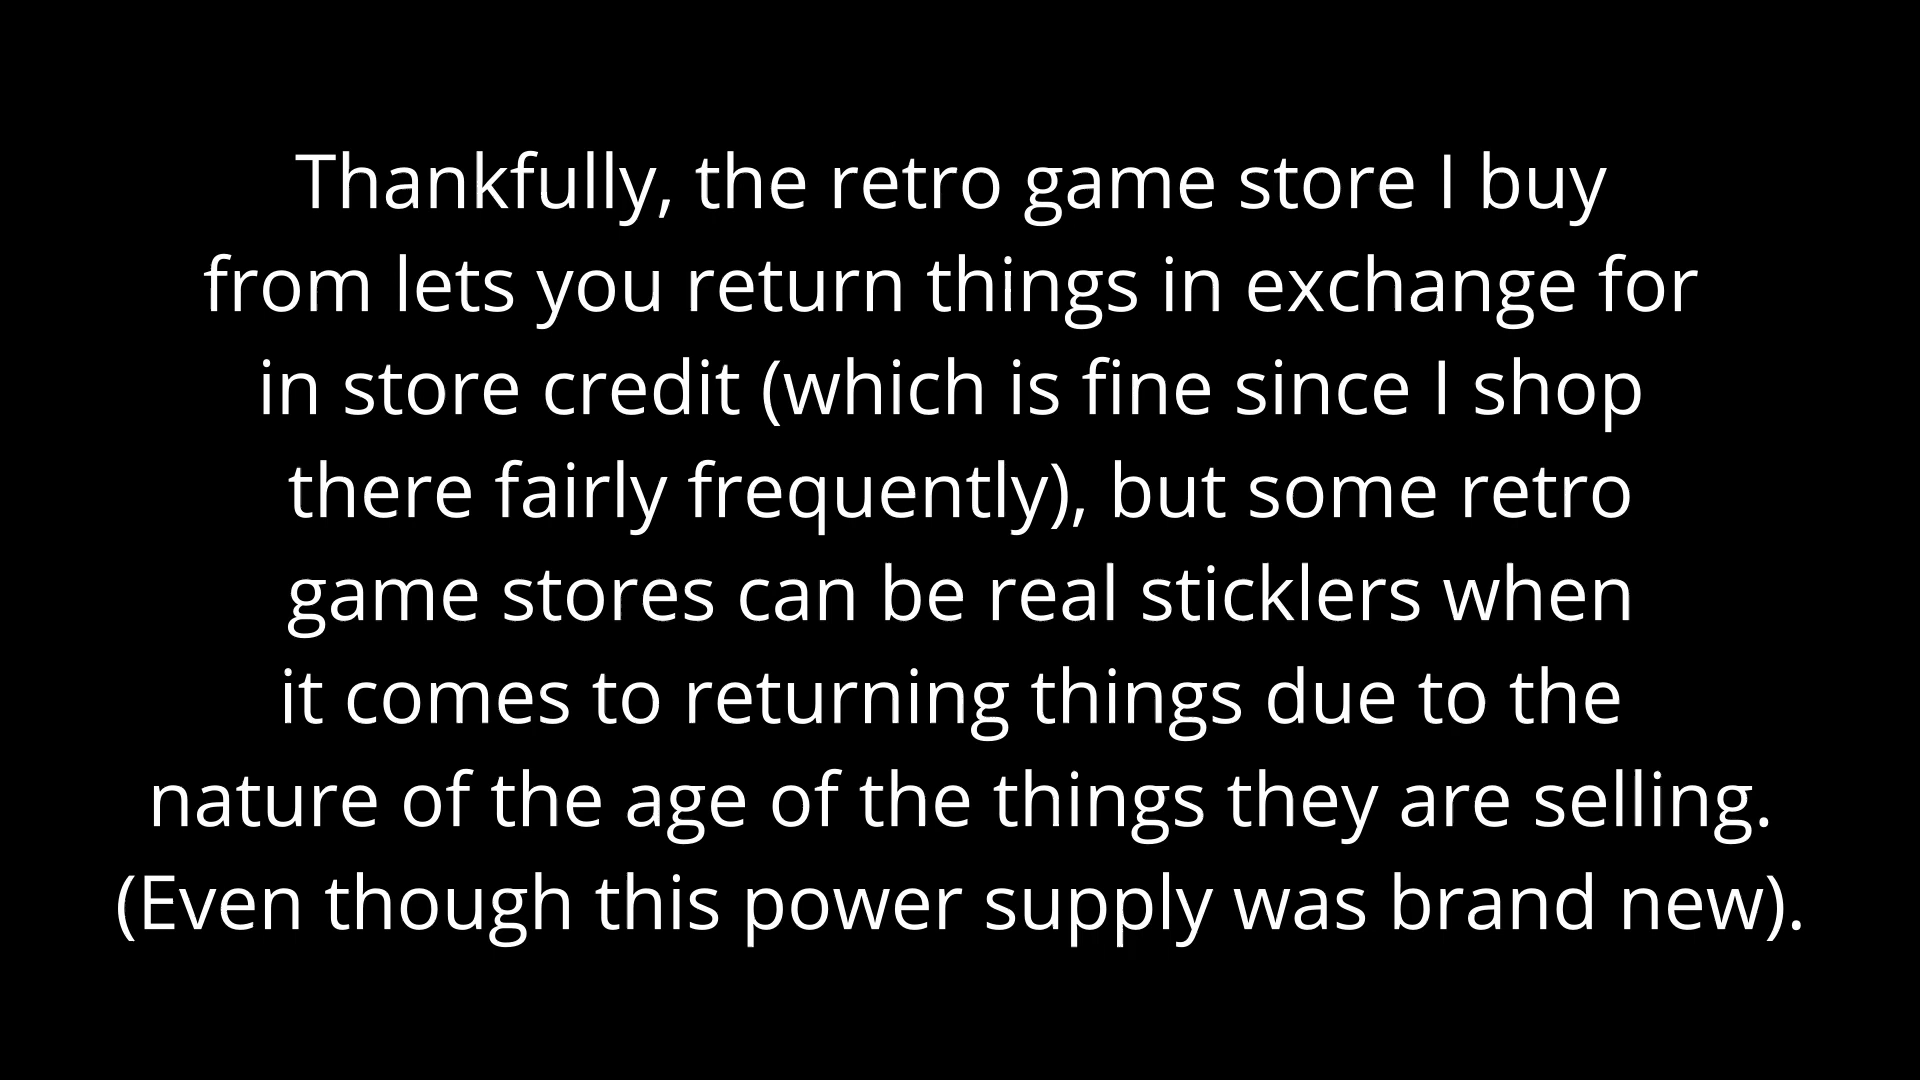 Thankfully, the retro game store I buy
from lets you return things in exchange for
in store credit (which is fine since I shop
there fairly frequently), but some retro
game stores can be real sticklers when
it comes to returning things due to the
nature of the age of the things they are selling.
(Even though this power supply was brand new).